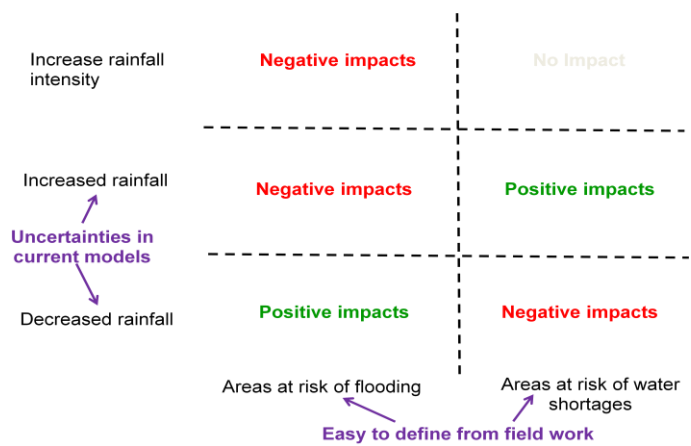 Increase rainfall
intensity
Negative impacts
No Impact
Increased rainfall
Negative impacts
Positive impacts
Uncertainties in
current models
Decreased rainfall
Positive impacts
Negative impacts
Areas at risk of flooding
Areas at risk of water
shortages
Easy to define from field work